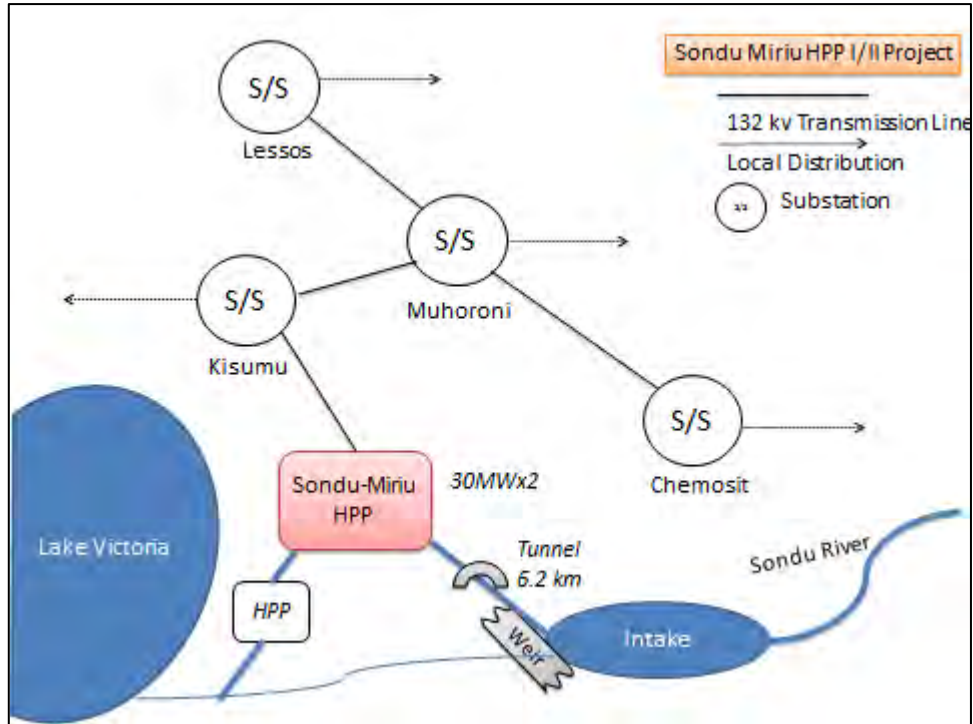 S/S
Lessos
Sondu Miriu HPP I/II Project
132 kv Transmission Line
Local Distribution
S/S
Substation
S/S
Muhoroni
S/S
Kisumu
S/S
Chemosit
Sondu-Miriu
HPP
30MWx2
Lake Victoria
Tunnel
6.2 km
Sondu River
HPP
Weir
Intake